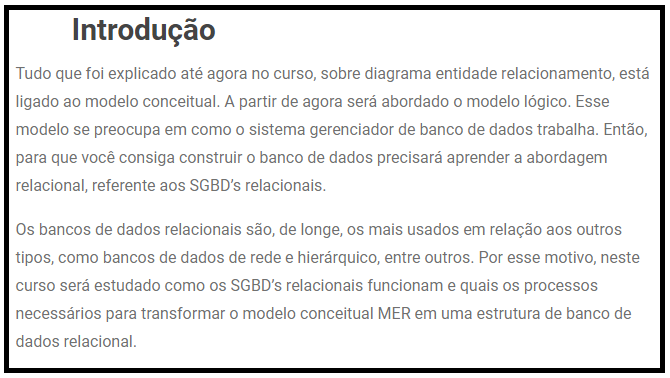 Introdução
Tudo que foi explicado até agora no curso, sobre diagrama entidade relacionamento, está
ligado ao modelo conceitual. A partir de agora será abordado o modelo lógico. Esse
modelo se preocupa em como o sistema gerenciador de banco de dados trabalha. Então,
para que você consiga construir o banco de dados precisará aprender a abordagem
relacional, referente aos SGBD’s relacionais.
Os bancos de dados relacionais são, de longe, os mais usados em relação aos outros
tipos, como bancos de dados de rede e hierárquico, entre outros. Por esse motivo, neste
curso será estudado como os SGBD’s relacionais funcionam e quais os processos
necessários para transformar o modelo conceitual MER em uma estrutura de banco de
dados relacional.